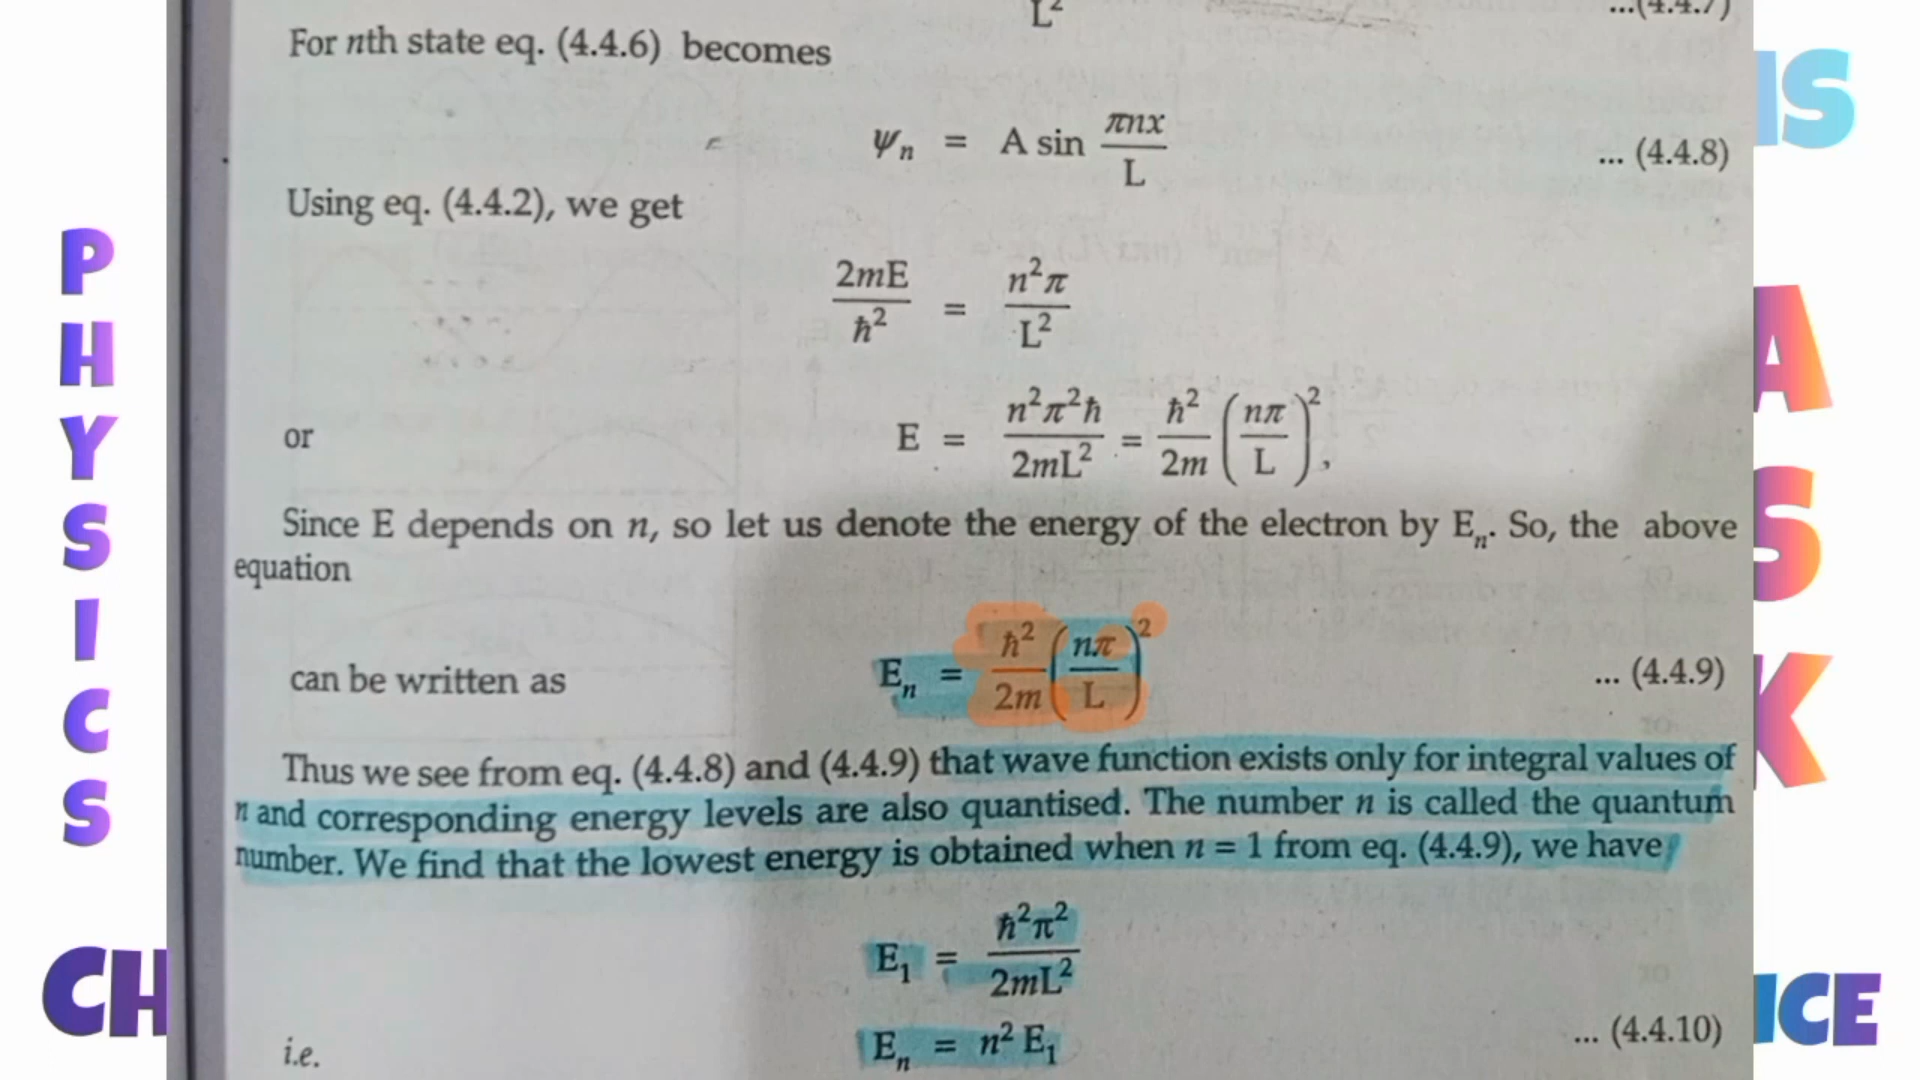 L²
...(4.4.7)
For nth state eq. (4.4.6) becomes
ψₙ = A sin πnx/L ... (4.4.8)
Using eq. (4.4.2), we get
2mE/ħ² = n²π/L²
or E = n²π²ħ/2mL² = ħ²/2m (nπ/L)²,
Since E depends on n, so let us denote the energy of the electron by Eₙ. So, the above
equation
can be written as Eₙ = ħ²/2m (nπ/L)² ... (4.4.9)
Thus we see from eq. (4.4.8) and (4.4.9) that wave function exists only for integral values of
n and corresponding energy levels are also quantised. The number n is called the quantum
number. We find that the lowest energy is obtained when n = 1 from eq. (4.4.9), we have
E₁ = ħ²π²/2mL²
i.e. Eₙ = n² E₁ ... (4.4.10)
PHYSICS
CH
IS
ASK
ICE